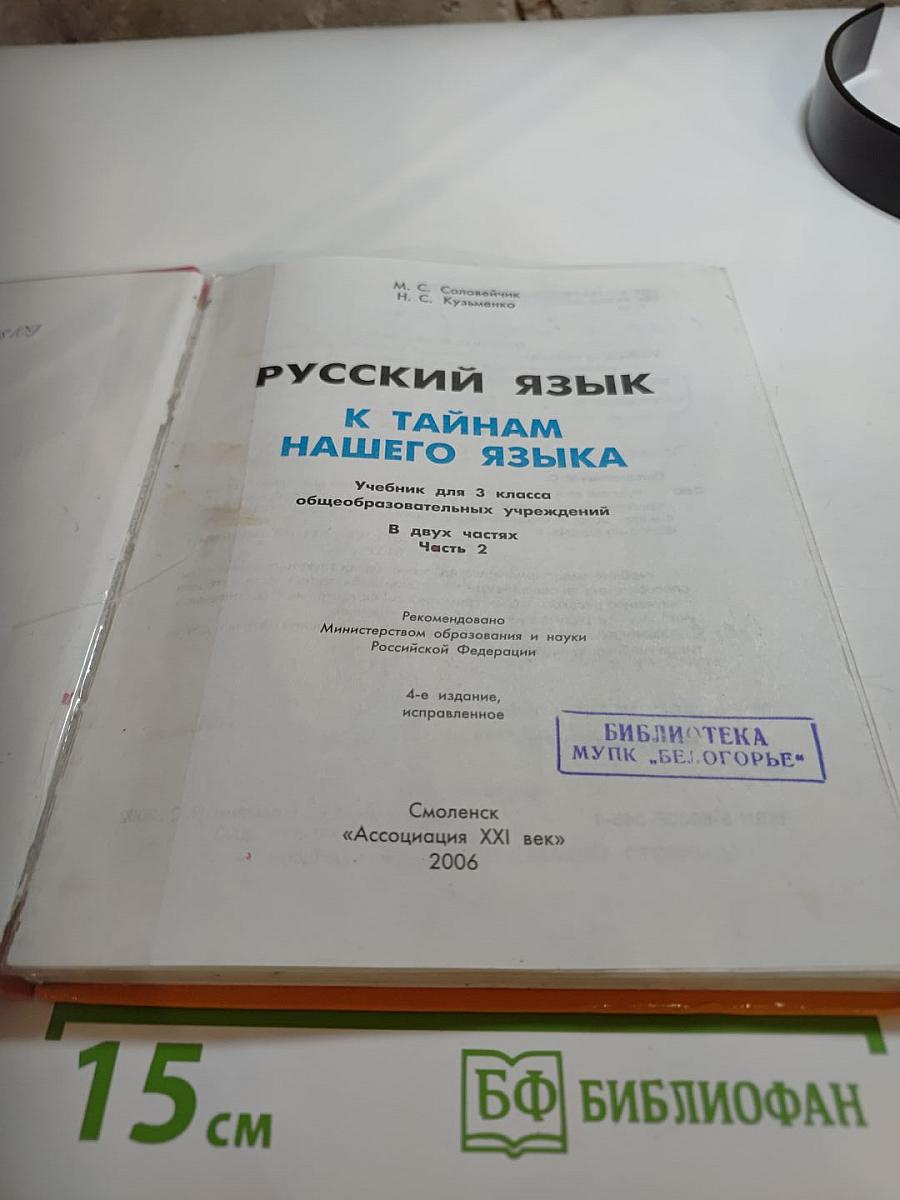 М. С. Соловейчик
Н. С. Кузьменко
РУССКИЙ ЯЗЫК
К ТАЙНАМ
НАШЕГО ЯЗЫКА
Учебник для 3 класса
общеобразовательных учреждений
В двух частях
Часть 2
Рекомендовано
Министерством образования и науки
Российской Федерации
4-е издание,
исправленное
БИБЛИОТЕКА
МУПК „БЕЛОГОРЬЕ“
Смоленск
«Ассоциация XXI век»
2006
15 см
БФ БИБЛИОФАН